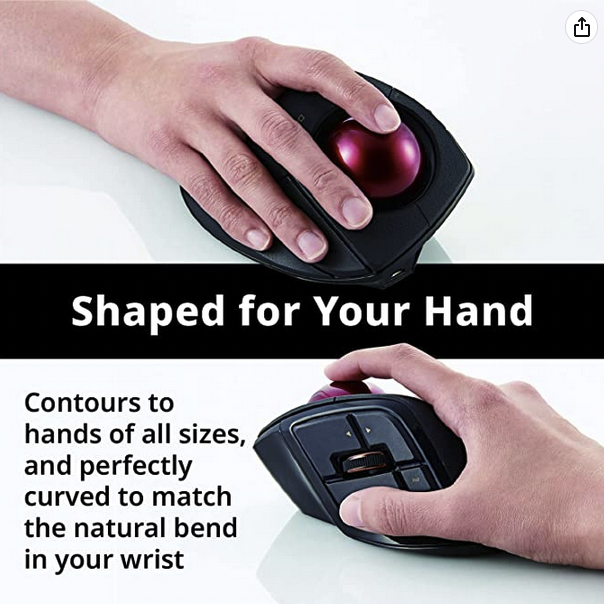 Shaped for Your Hand
Contours to
hands of all sizes,
and perfectly
curved to match
the natural bend
in your wrist